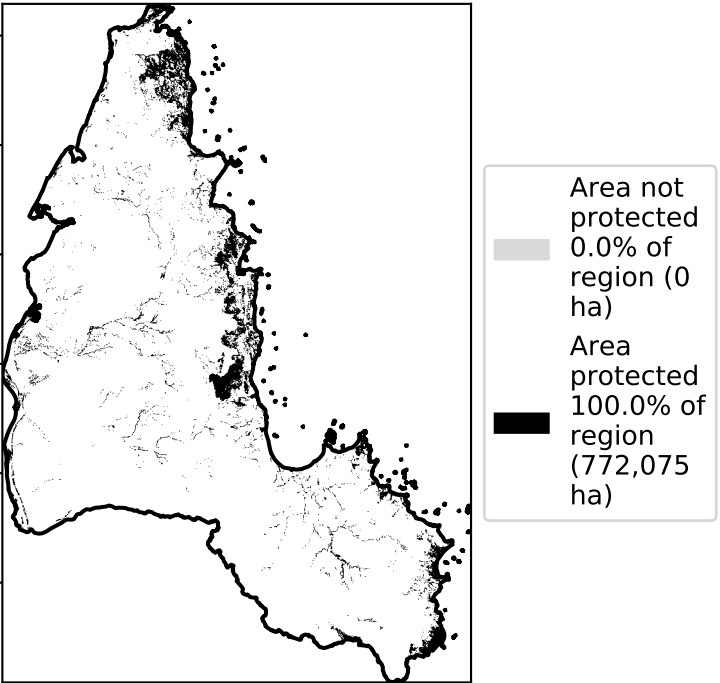 Area not
protected
0.0% of
region (0
ha)
Area
protected
100.0% of
region
(772,075
ha)